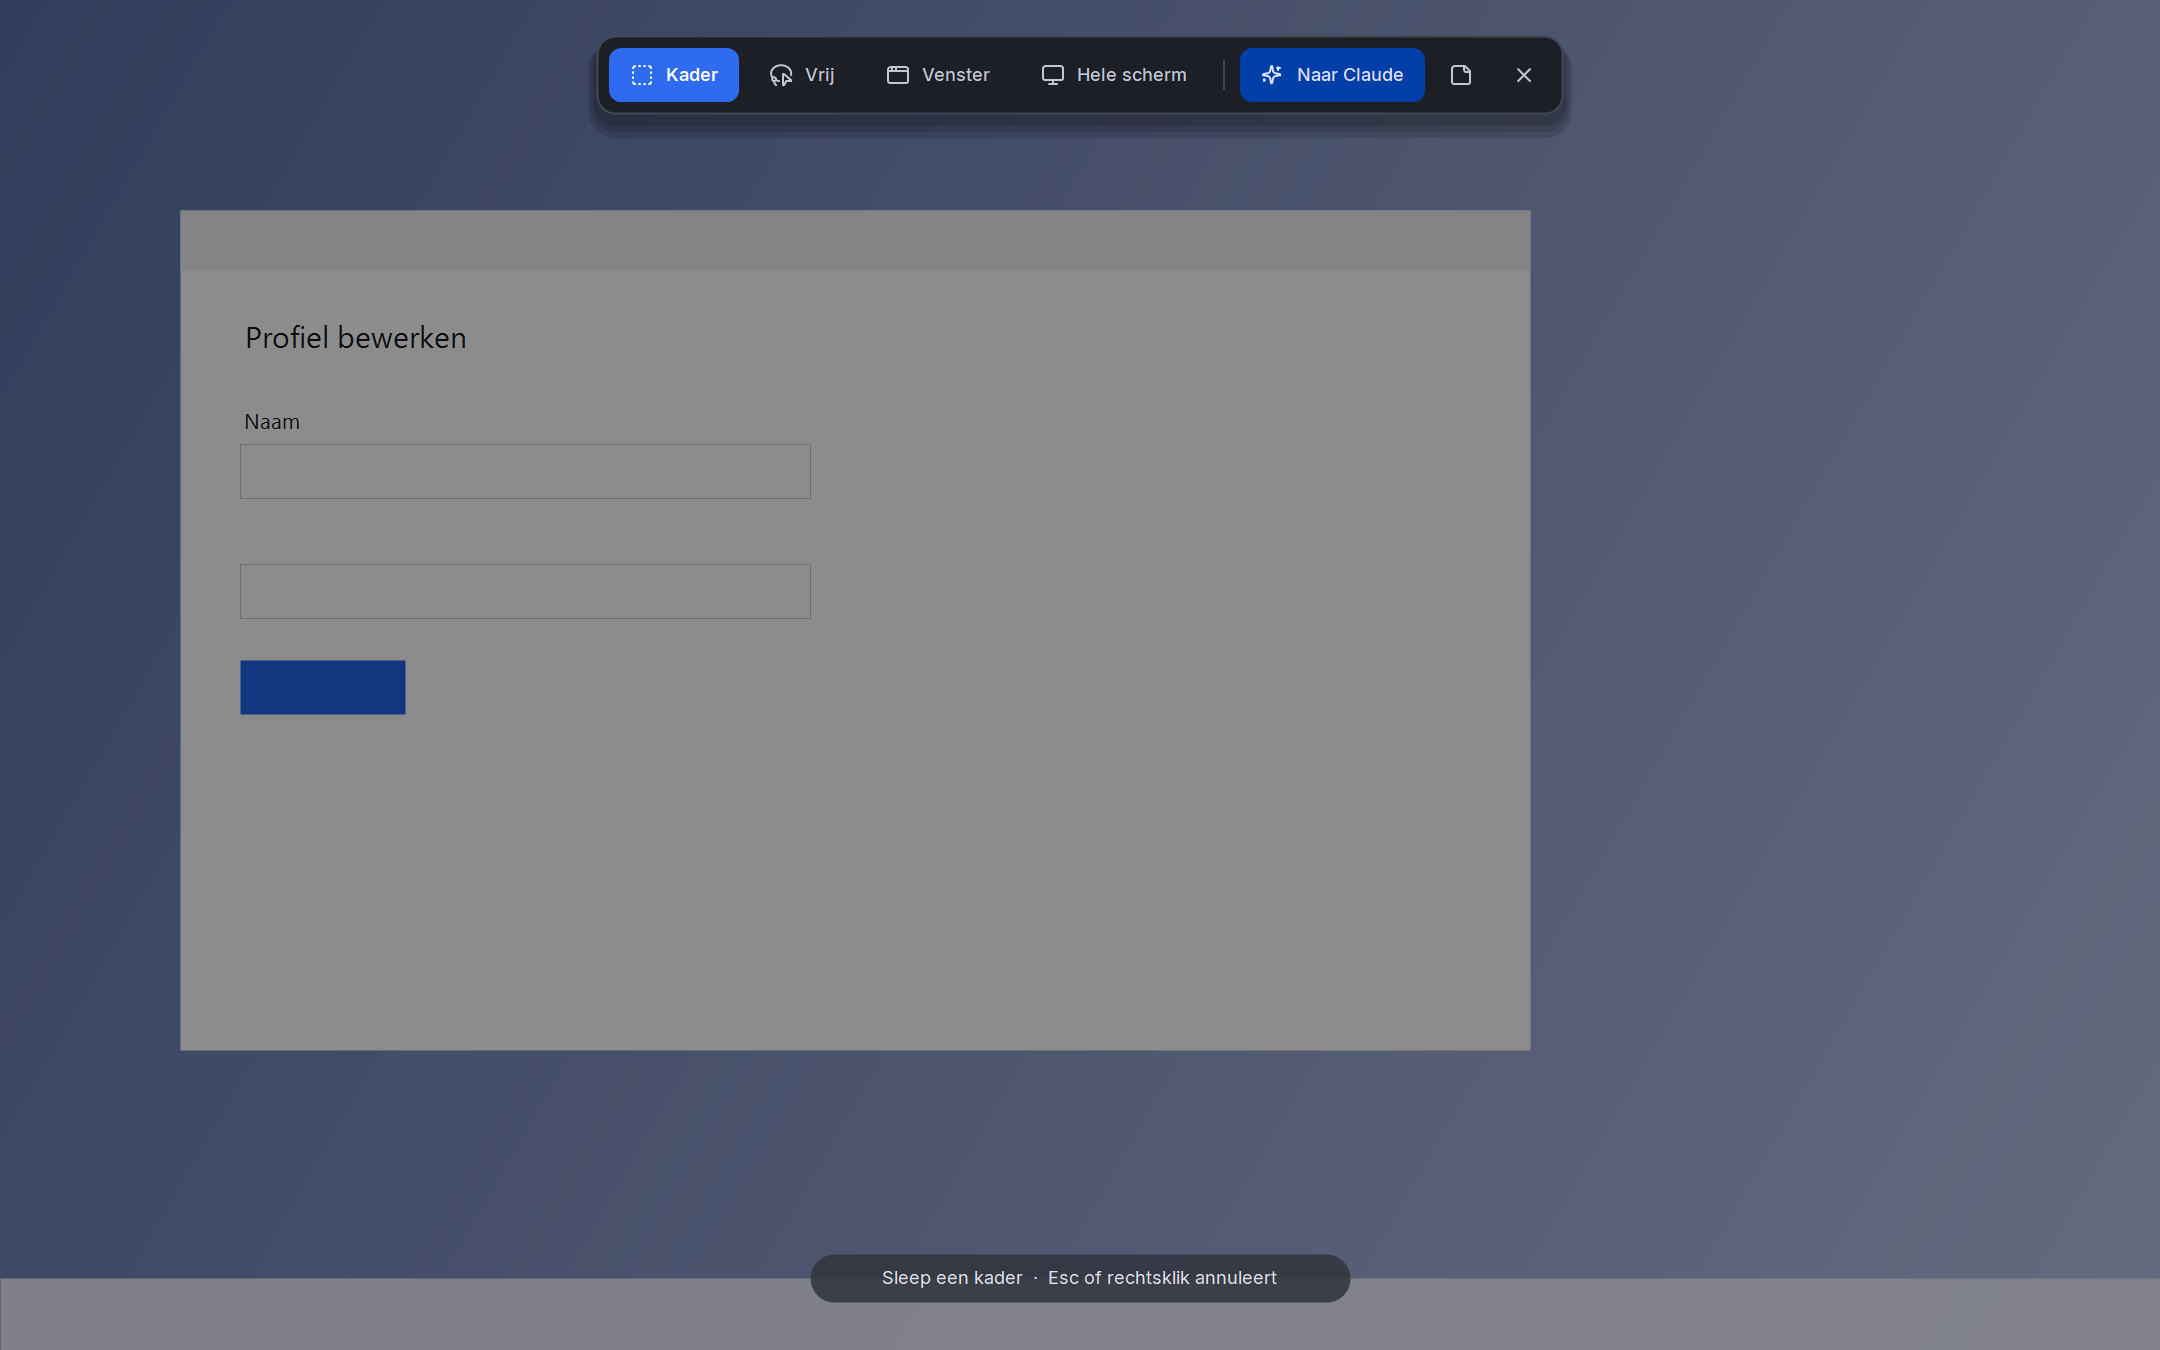 Kader
Vrij
Venster
Hele scherm
Naar Claude
Profiel bewerken
Naam
Sleep een kader · Esc of rechtsklik annuleert